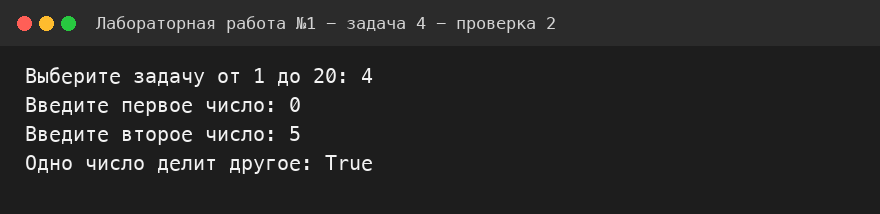 Лабораторная работа №1 — задача 4 — проверка 2
Выберите задачу от 1 до 20: 4
Введите первое число: 0
Введите второе число: 5
Одно число делит другое: True